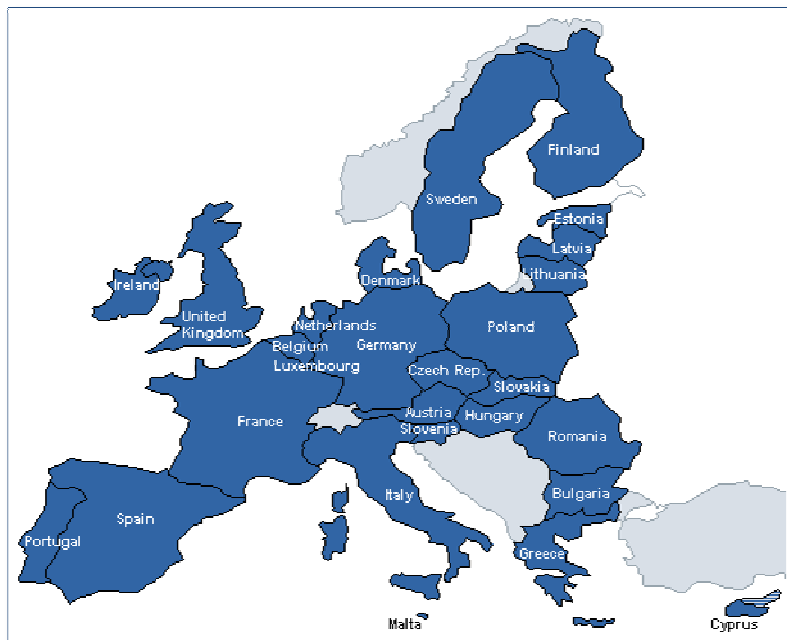 Finland
Sweden
Estonia
Latvia
Lithuania
Denmark
Ireland
United
Kingdom
Netherlands
Poland
Belgium
Germany
Luxembourg
Czech Rep.
Slovakia
Austria
Hungary
France
Slovenia
Romania
Italy
Bulgaria
Spain
Portugal
Greece
Malta
Cyprus